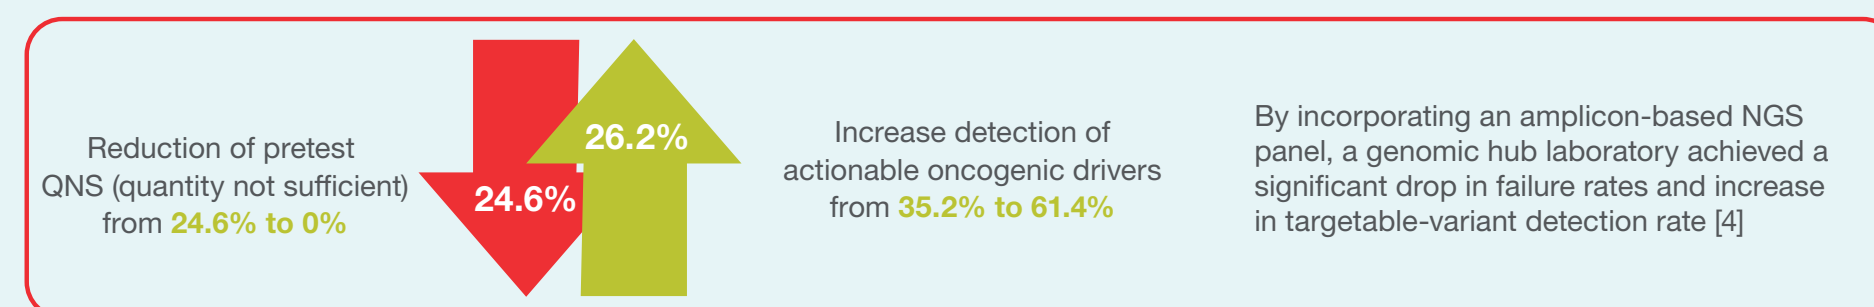 Reduction of pretest
QNS (quantity not sufficient)
from 24.6% to 0%
24.6%
26.2%
Increase detection of
actionable oncogenic drivers
from 35.2% to 61.4%
By incorporating an amplicon-based NGS
panel, a genomic hub laboratory achieved a
significant drop in failure rates and increase
in targetable-variant detection rate [4]